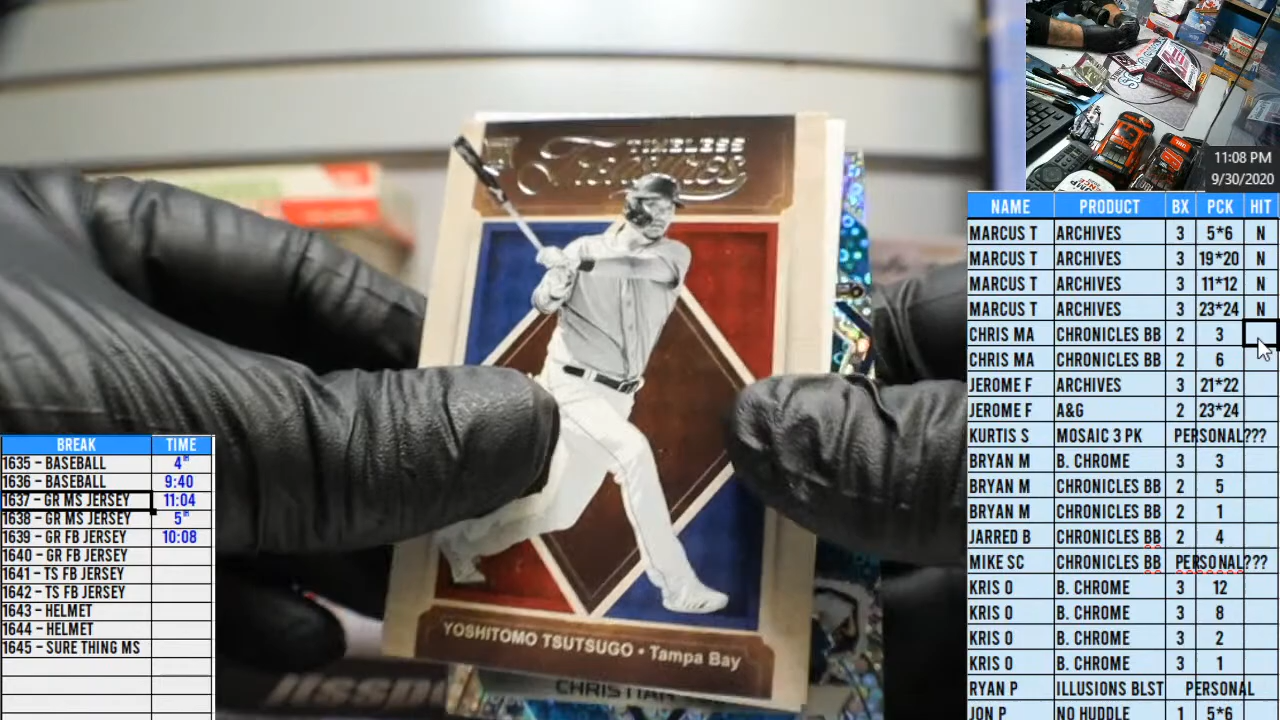 TIMELESS
Treasures
YOSHITOMO TSUTSUGO • Tampa Bay
CHRISTIAN
11:08 PM
9/30/2020
NAME PRODUCT BX PCK HIT
MARCUS T ARCHIVES 3 5*6 N
MARCUS T ARCHIVES 3 19*20 N
MARCUS T ARCHIVES 3 11*12 N
MARCUS T ARCHIVES 3 23*24 N
CHRIS MA CHRONICLES BB 2 3
CHRIS MA CHRONICLES BB 2 6
JEROME F ARCHIVES 3 21*22
JEROME F A&G 2 23*24
KURTIS S MOSAIC 3 PK PERSONAL???
BRYAN M B. CHROME 3 3
BRYAN M CHRONICLES BB 2 5
BRYAN M CHRONICLES BB 2 1
JARRED B CHRONICLES BB 2 4
MIKE SC CHRONICLES BB PERSONAL???
KRIS O B. CHROME 3 12
KRIS O B. CHROME 3 8
KRIS O B. CHROME 3 2
KRIS O B. CHROME 3 1
RYAN P ILLUSIONS BLST PERSONAL
JON P NO HUDDLE 1 5*6
BREAK TIME
1635 – BASEBALL 4th
1636 – BASEBALL 9:40
1637 – GR MS JERSEY 11:04
1638 – GR MS JERSEY 5th
1639 – GR FB JERSEY 10:08
1640 – GR FB JERSEY
1641 – TS FB JERSEY
1642 – TS FB JERSEY
1643 – HELMET
1644 – HELMET
1645 – SURE THING MS